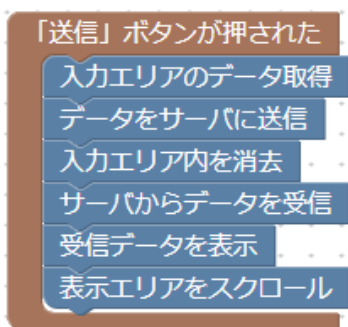 「送信」ボタンが押された
入力エリアのデータ取得
データをサーバに送信
入力エリア内を消去
サーバからデータを受信
受信データを表示
表示エリアをスクロール